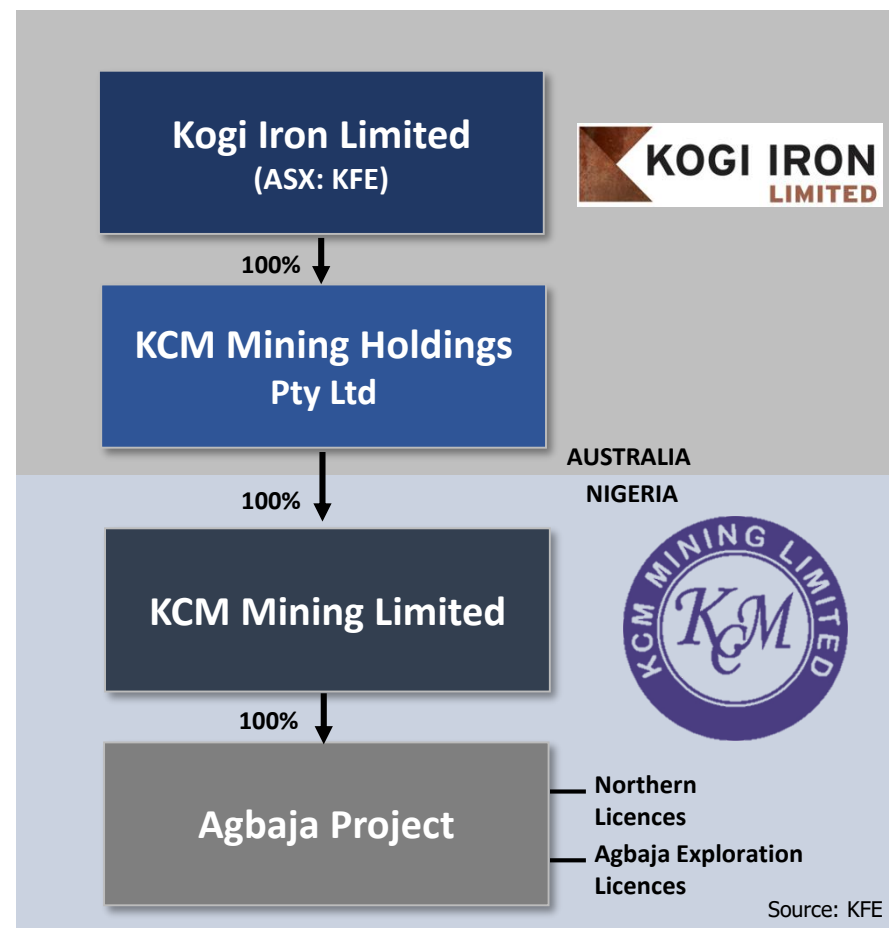 Kogi Iron Limited
(ASX: KFE)
KOGI IRON
LIMITED
100%
KCM Mining Holdings
Pty Ltd
AUSTRALIA
NIGERIA
100%
KCM Mining Limited
KCM MINING LIMITED
KCM
100%
Agbaja Project
Northern
Licences
Agbaja Exploration
Licences
Source: KFE